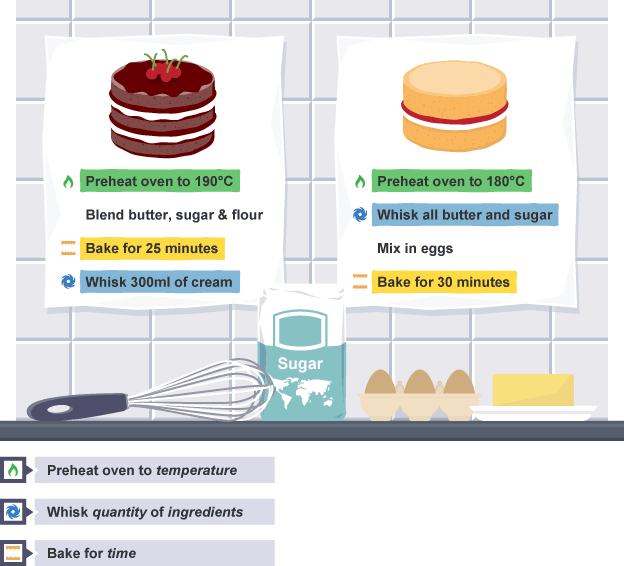 Preheat oven to 190°C
Blend butter, sugar & flour
Bake for 25 minutes
Whisk 300ml of cream
Preheat oven to 180°C
Whisk all butter and sugar
Mix in eggs
Bake for 30 minutes
Sugar
Preheat oven to temperature
Whisk quantity of ingredients
Bake for time